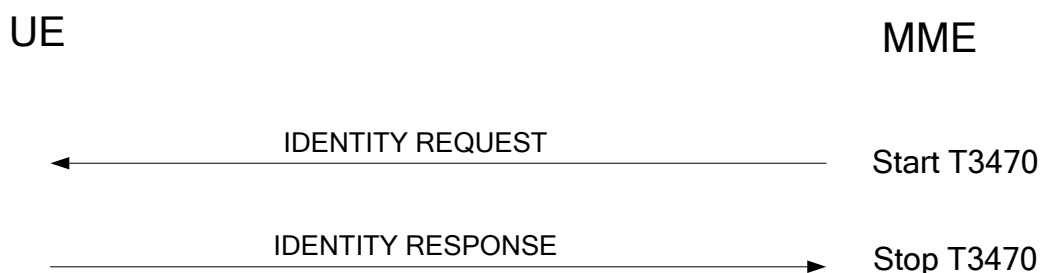 UE
MME
IDENTITY REQUEST
Start T3470
IDENTITY RESPONSE
Stop T3470